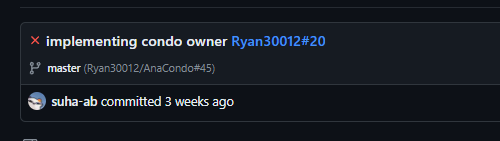 implementing condo owner Ryan30012#20
master (Ryan30012/AnaCondo#45)
suha-ab committed 3 weeks ago